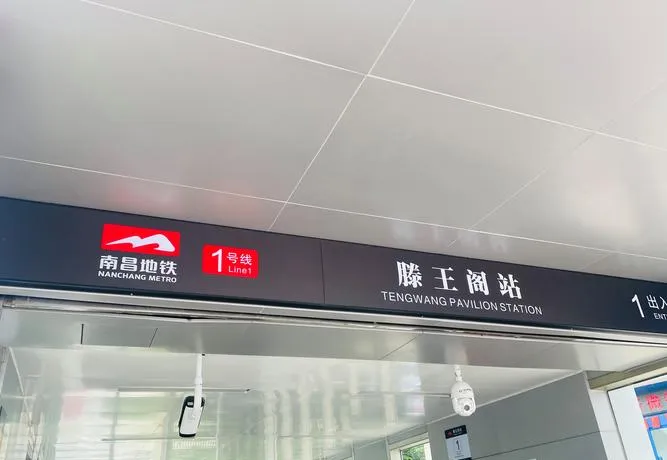 南昌地铁
NANCHANG METRO
1号线
Line1
滕王阁站
TENGWANG PAVILION STATION
1 出入
ENT